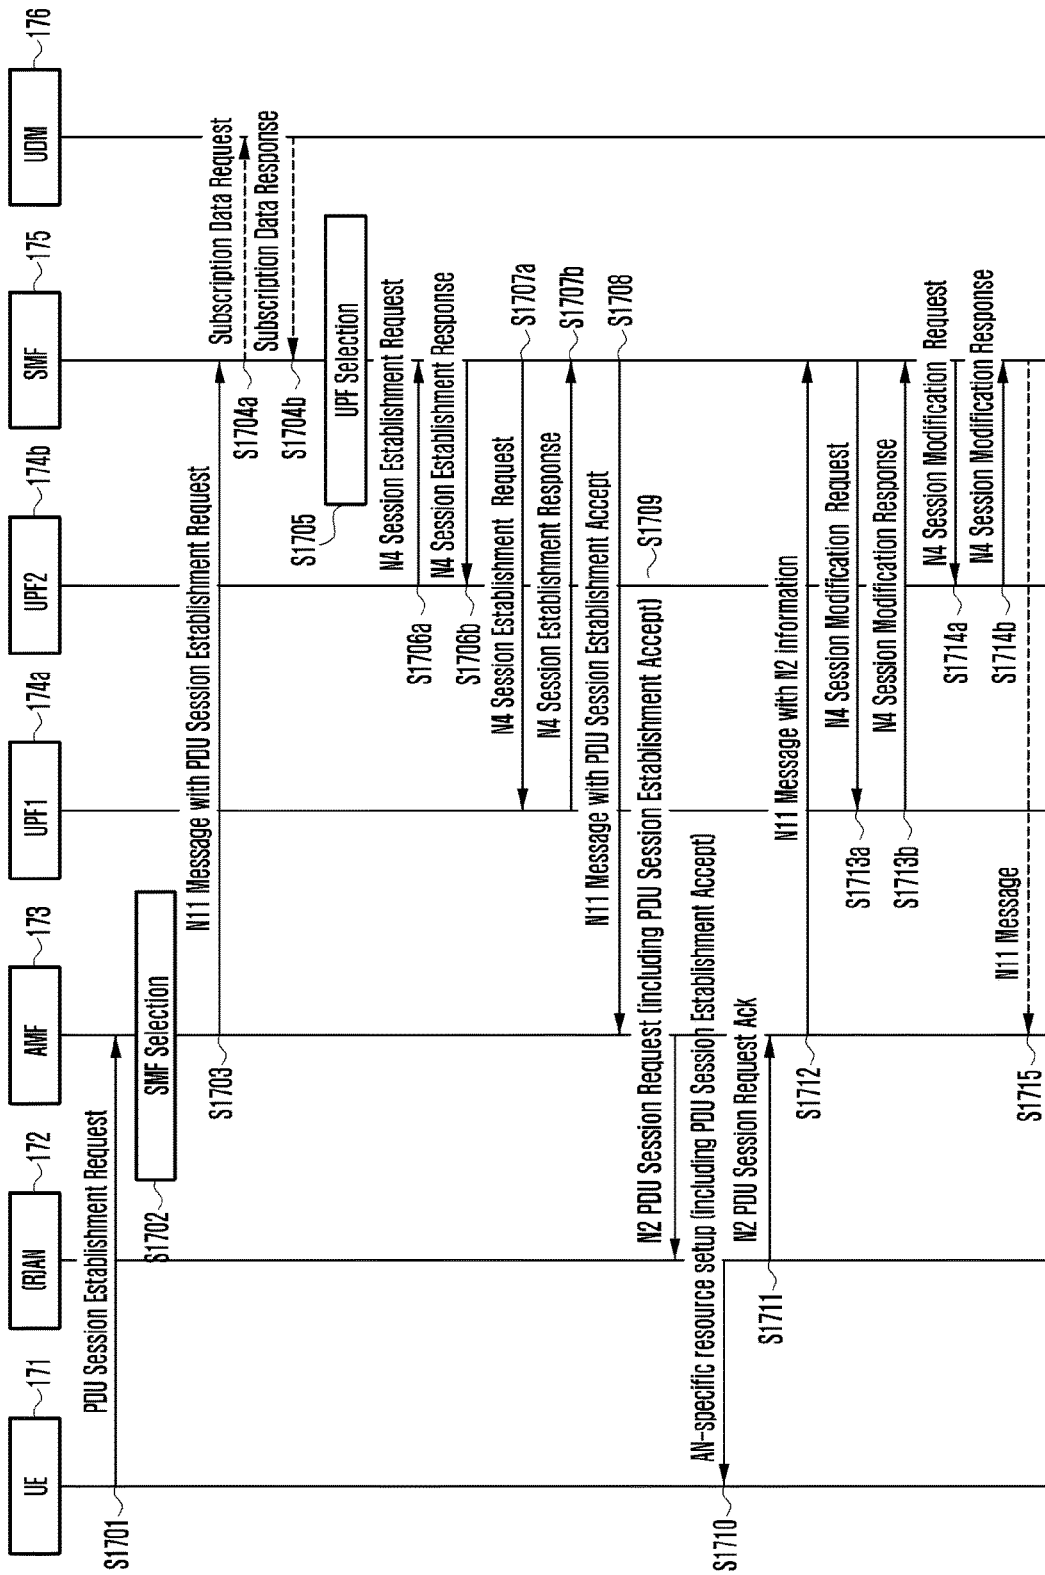 UE
171
(R)AN
172
AMF
173
UPF1
174a
UPF2
174b
SMF
175
UDM
176
S1701
PDU Session Establishment Request
S1702
SMF Selection
S1703
N11 Message with PDU Session Establishment Request
Subscription Data Request
S1704a
Subscription Data Response
S1704b
UPF Selection
S1705
N4 Session Establishment Request
S1706a
N4 Session Establishment Response
S1706b
N4 Session Establishment Request
S1707a
N4 Session Establishment Response
S1707b
N11 Message with PDU Session Establishment Accept
S1708
N2 PDU Session Request (including PDU Session Establishment Accept)
S1709
AN-specific resource setup (including PDU Session Establishment Accept)
S1710
N2 PDU Session Request Ack
S1711
N11 Message with N2 information
S1712
N4 Session Modification Request
S1713a
N4 Session Modification Response
S1713b
N4 Session Modification Request
S1714a
N4 Session Modification Response
S1714b
N11 Message
S1715